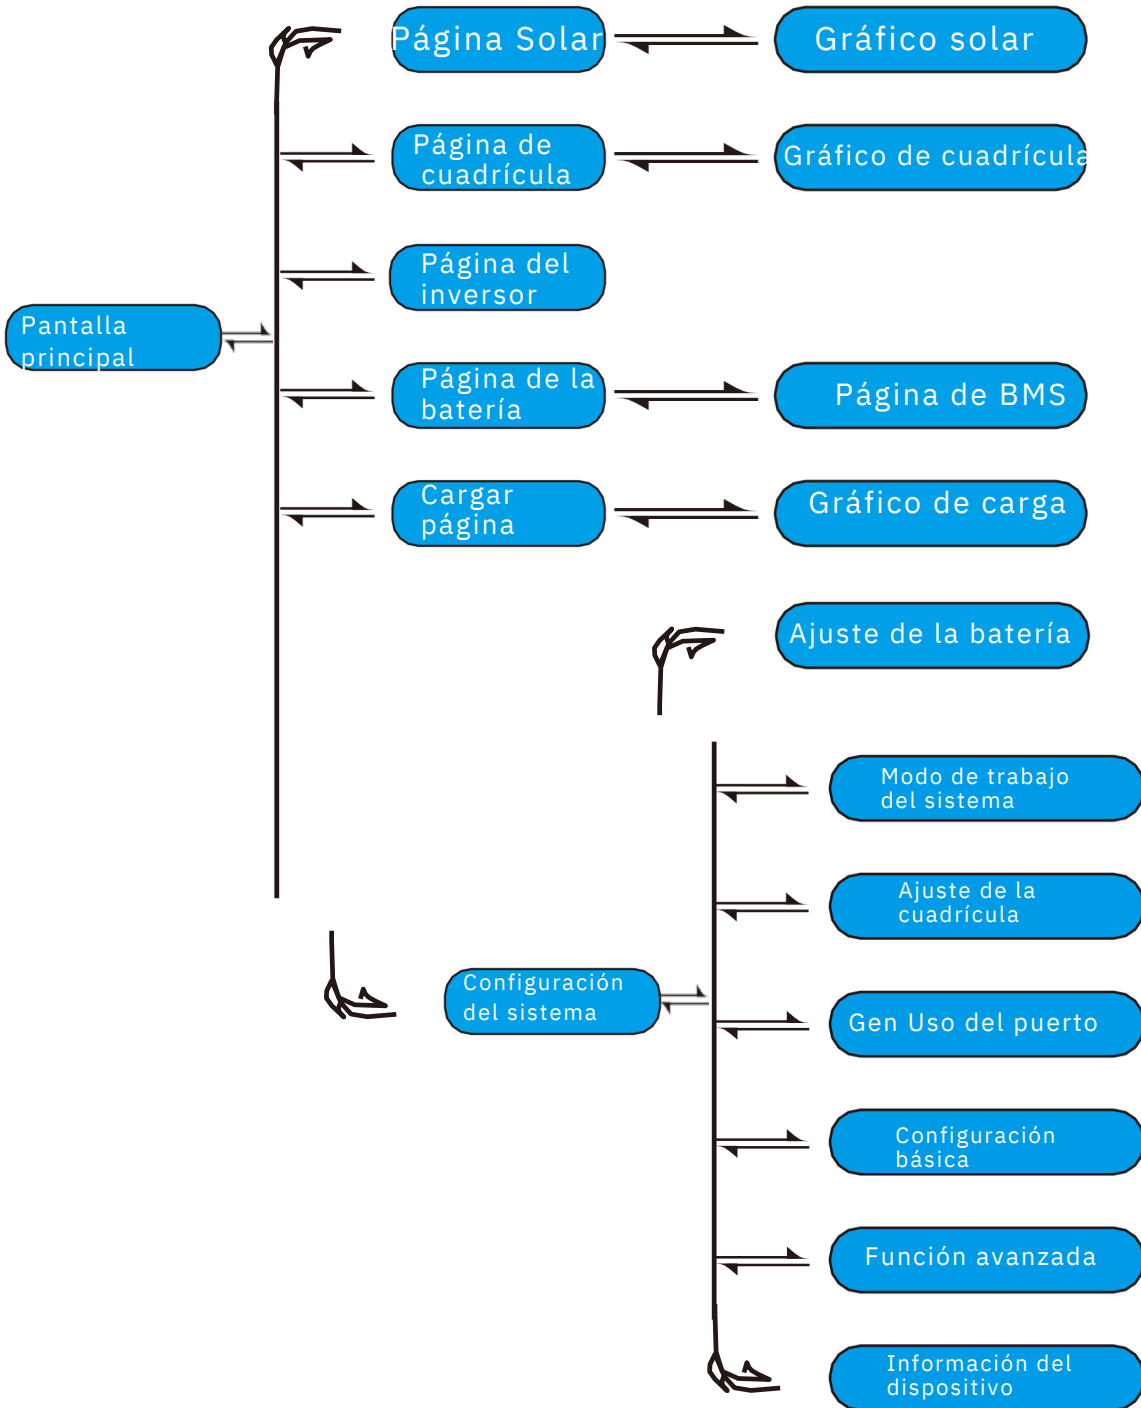 Página Solar
Gráfico solar
Página de
cuadrícula
Gráfico de cuadrícula
Página del
inversor
Pantalla
principal
Página de la
batería
Página de BMS
Cargar
página
Gráfico de carga
Ajuste de la batería
Modo de trabajo
del sistema
Ajuste de la
cuadrícula
Configuración
del sistema
Gen Uso del puerto
Configuración
básica
Función avanzada
Información del
dispositivo